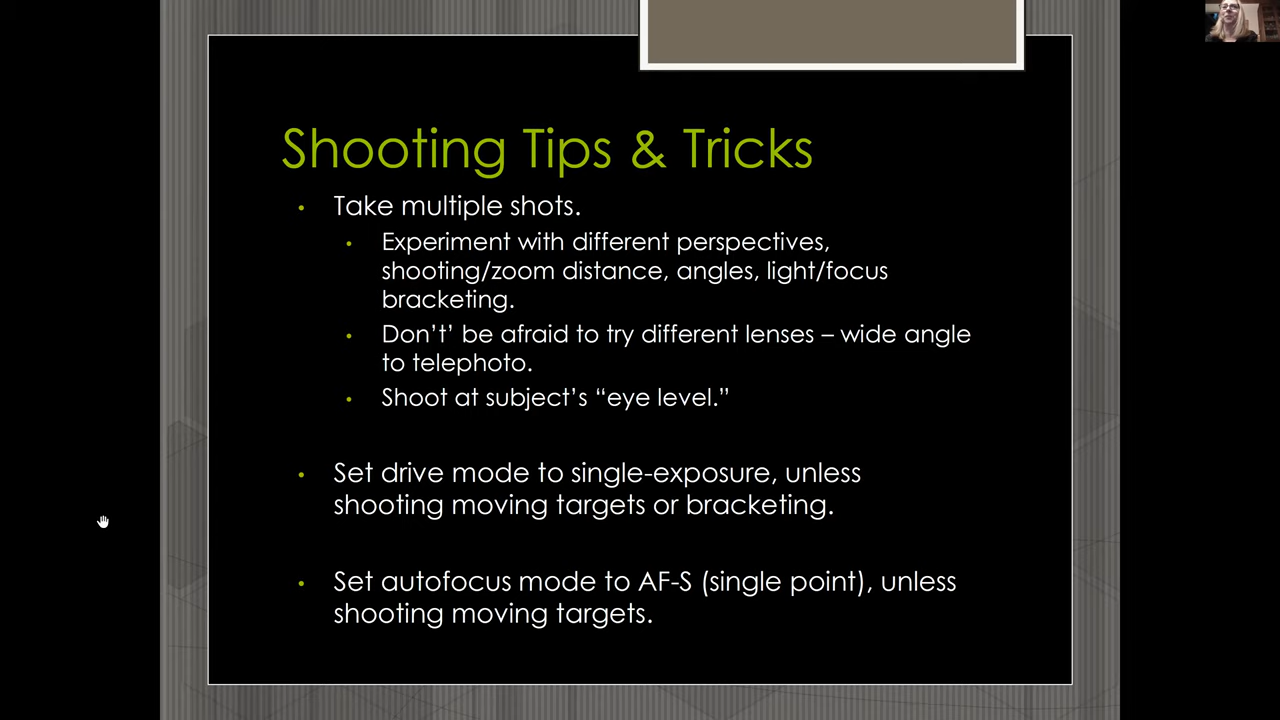 Shooting Tips & Tricks
• Take multiple shots.
• Experiment with different perspectives,
shooting/zoom distance, angles, light/focus
bracketing.
• Don’t’ be afraid to try different lenses – wide angle
to telephoto.
• Shoot at subject’s “eye level.”
• Set drive mode to single-exposure, unless
shooting moving targets or bracketing.
• Set autofocus mode to AF-S (single point), unless
shooting moving targets.